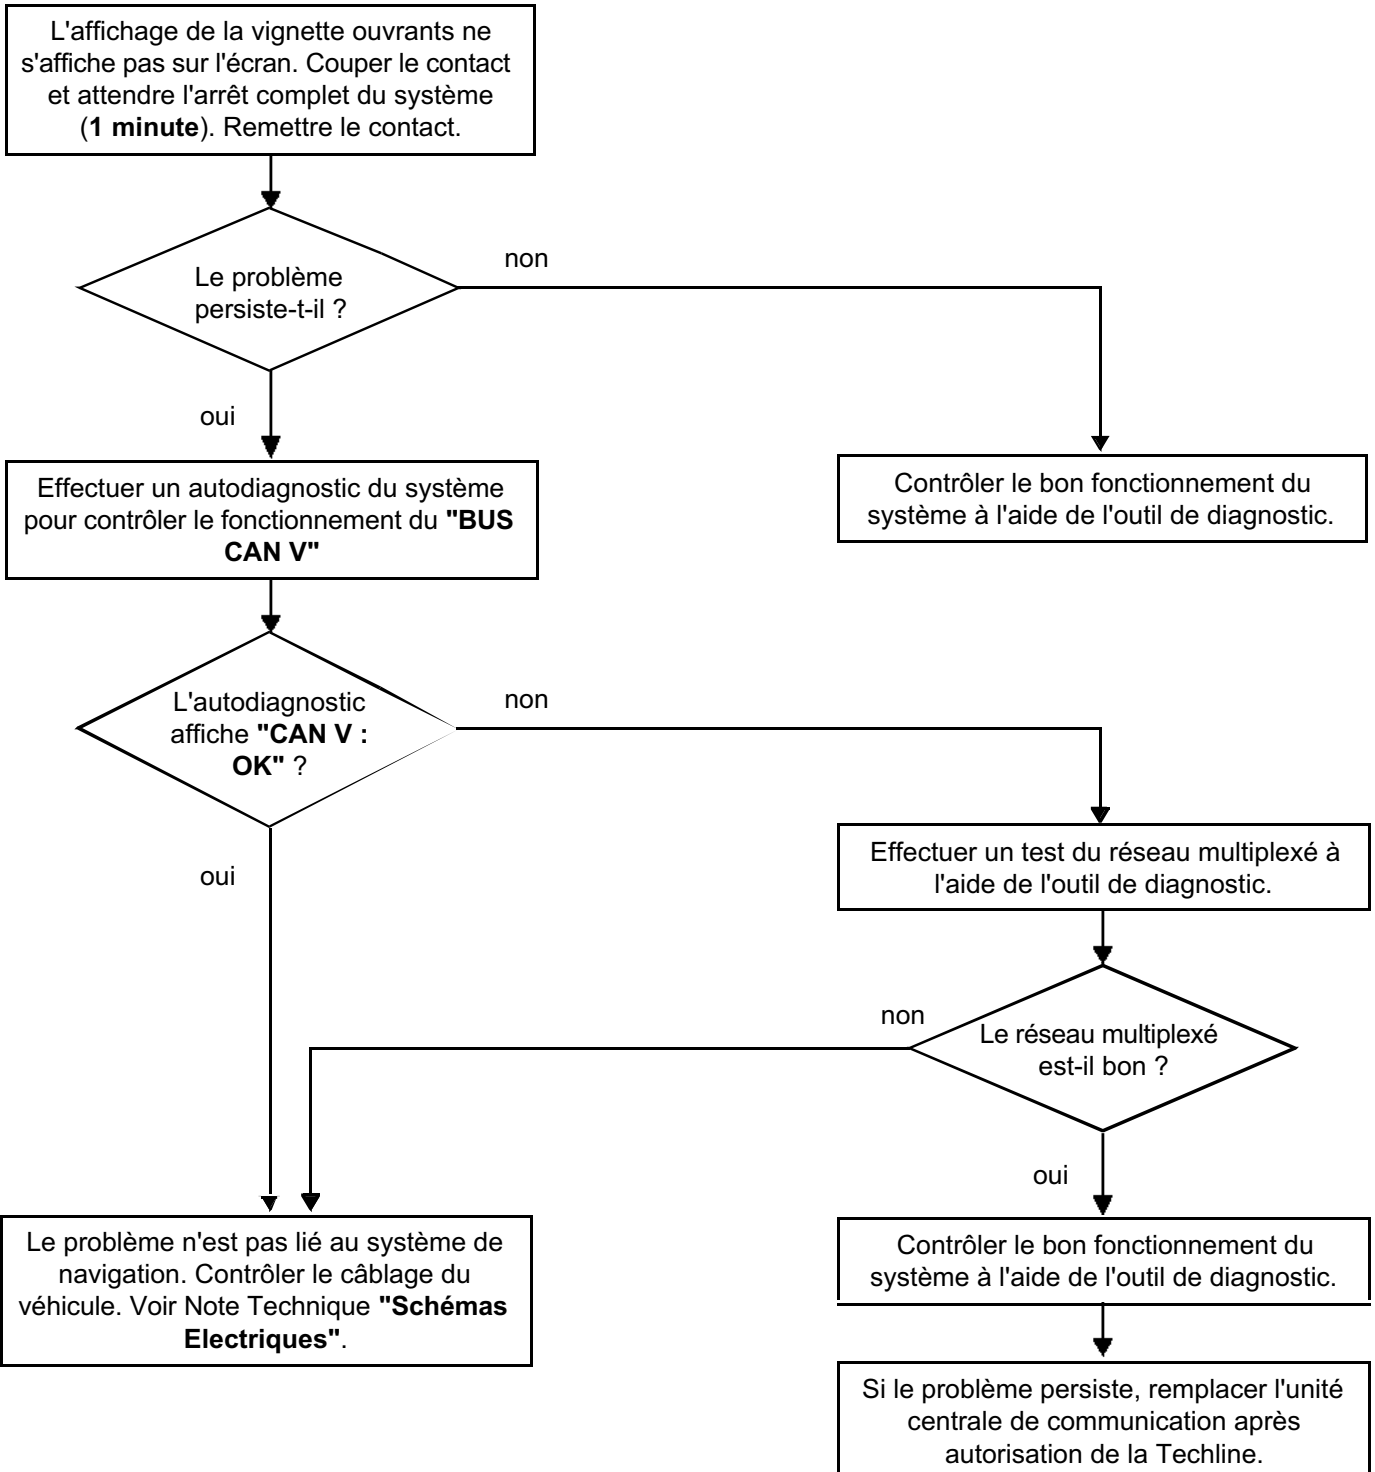 L'affichage de la vignette ouvrants ne
s'affiche pas sur l'écran. Couper le contact
et attendre l'arrêt complet du système
(1 minute). Remettre le contact.
Le problème
persiste-t-il ?
non
oui
Effectuer un autodiagnostic du système
pour contrôler le fonctionnement du "BUS
CAN V"
Contrôler le bon fonctionnement du
système à l'aide de l'outil de diagnostic.
L'autodiagnostic
affiche "CAN V :
OK" ?
non
oui
Effectuer un test du réseau multiplexé à
l'aide de l'outil de diagnostic.
non
Le réseau multiplexé
est-il bon ?
oui
Le problème n'est pas lié au système de
navigation. Contrôler le câblage du
véhicule. Voir Note Technique "Schémas
Electriques".
Contrôler le bon fonctionnement du
système à l'aide de l'outil de diagnostic.
Si le problème persiste, remplacer l'unité
centrale de communication après
autorisation de la Techline.